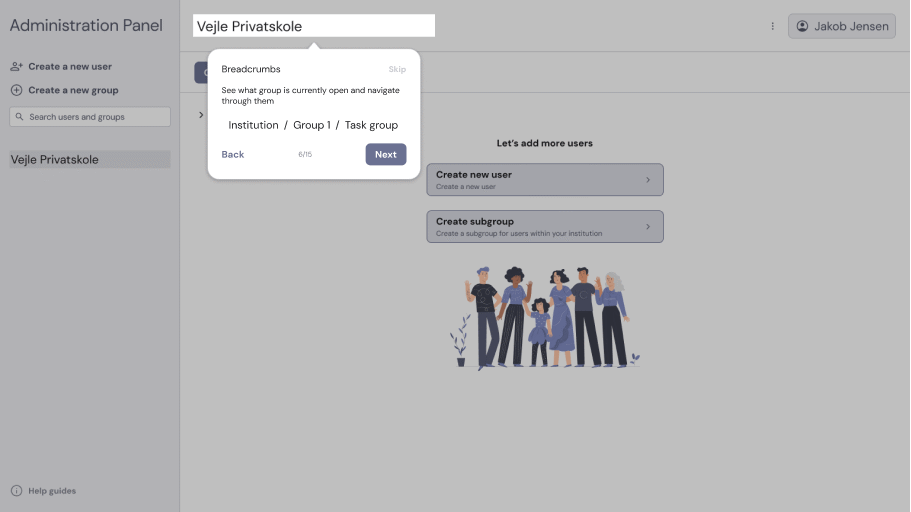 Administration Panel
Create a new user
Create a new group
Search users and groups
Vejle Privatskole
Help guides
Vejle Privatskole
Jakob Jensen
Breadcrumbs
Skip
See what group is currently open and navigate
through them
Institution / Group 1 / Task group
Back
6/15
Next
Let's add more users
Create new user
Create a new user
Create subgroup
Create a subgroup for users within your institution